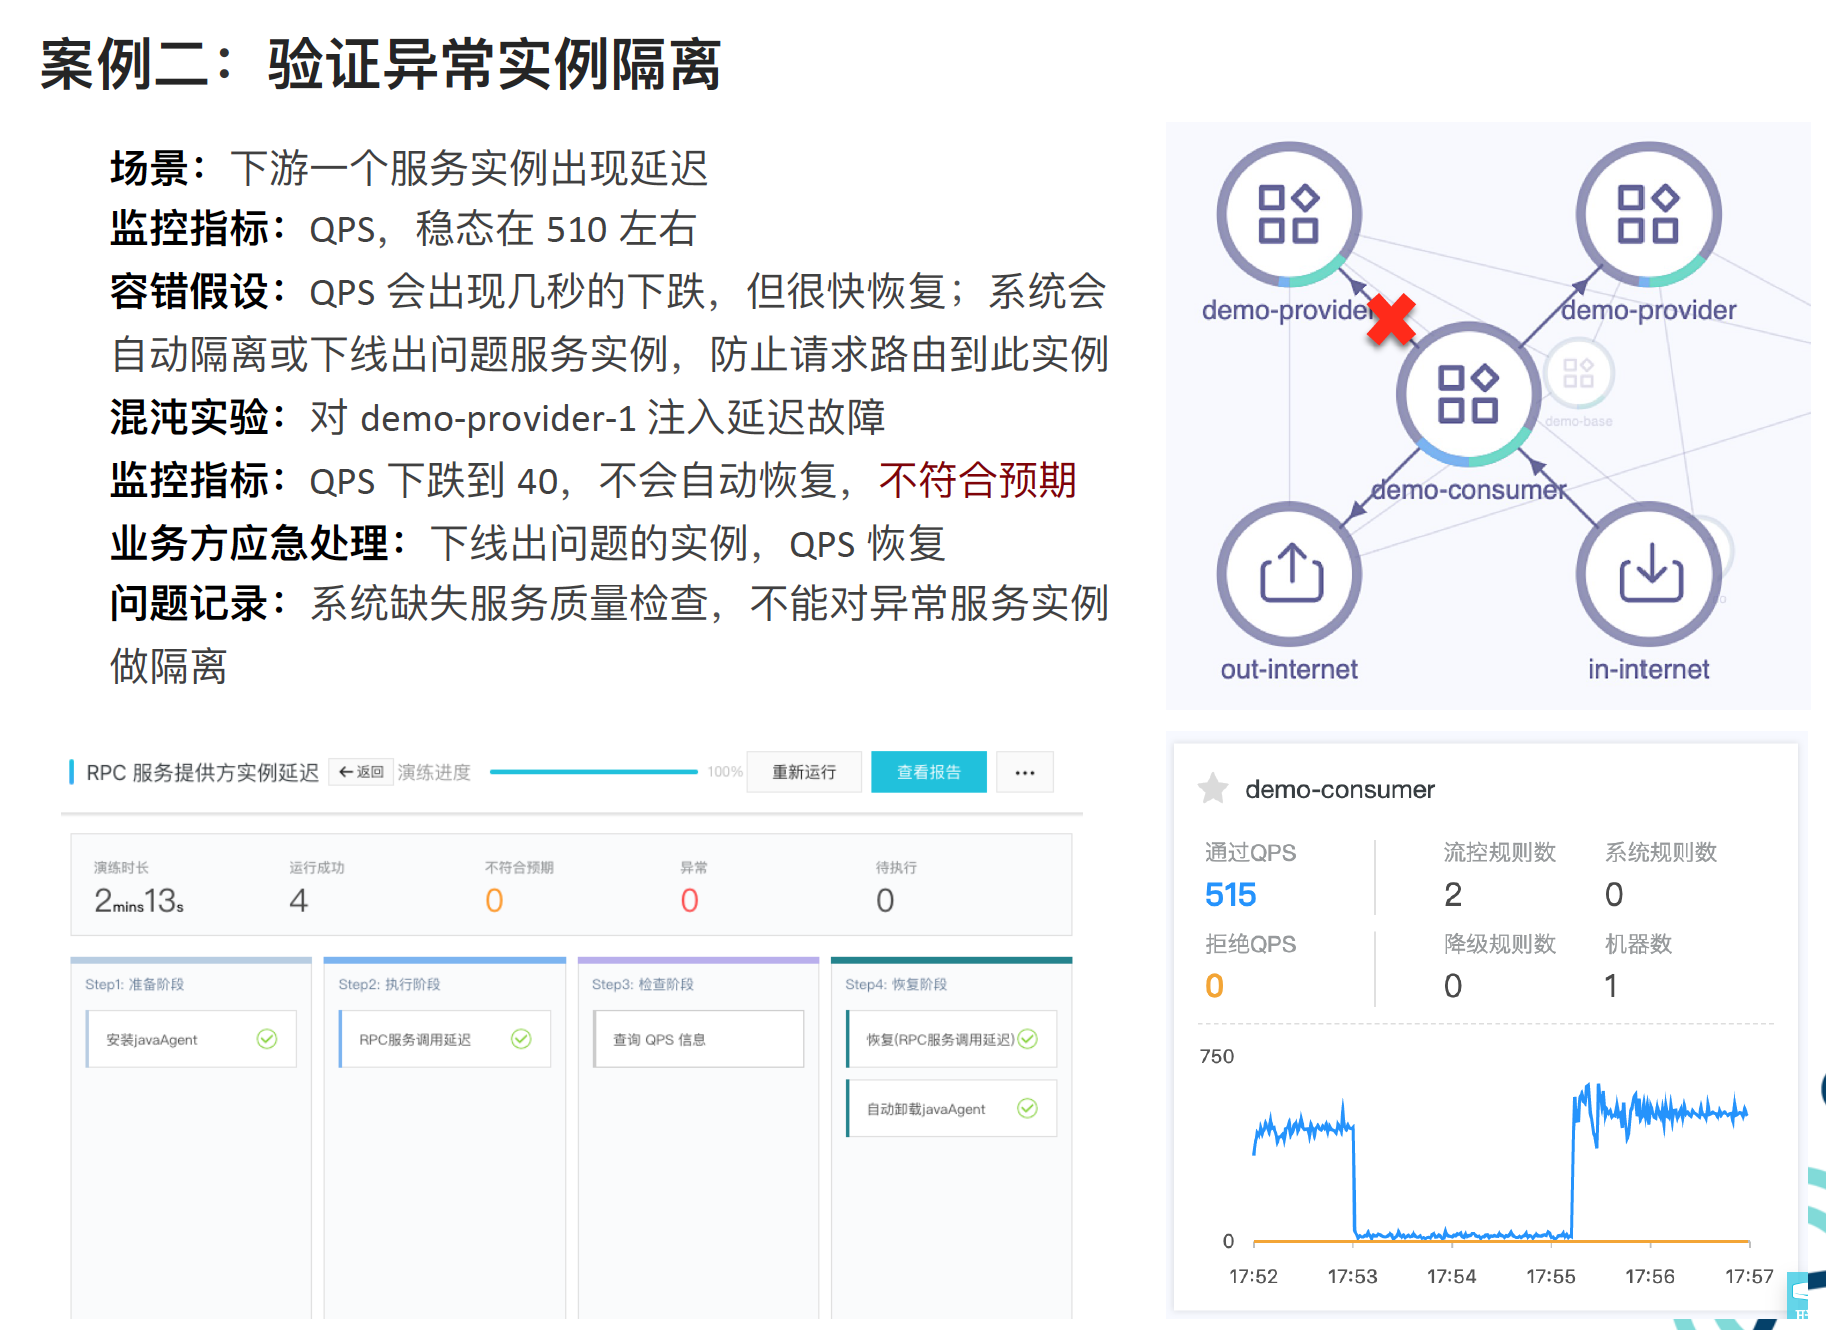 案例二：验证异常实例隔离
场景：下游一个服务实例出现延迟
监控指标：QPS，稳态在 510 左右
容错假设：QPS 会出现几秒的下跌，但很快恢复；系统会
自动隔离或下线出问题服务实例，防止请求路由到此实例
混沌实验：对 demo-provider-1 注入延迟故障
监控指标：QPS 下跌到 40，不会自动恢复，不符合预期
业务方应急处理：下线出问题的实例，QPS 恢复
问题记录：系统缺失服务质量检查，不能对异常服务实例
做隔离
demo-provider
demo-provider
demo-base
demo-consumer
out-internet
in-internet
RPC 服务提供方实例延迟 返回 演练进度 100% 重新运行 查看报告 ...
演练时长 运行成功 不符合预期 异常 待执行
2mins13s 4 0 0 0
Step1: 准备阶段 Step2: 执行阶段 Step3: 检查阶段 Step4: 恢复阶段
安装javaAgent RPC服务调用延迟 查询 QPS 信息 恢复(RPC服务调用延迟)
自动卸载javaAgent
demo-consumer
通过QPS 流控规则数 系统规则数
515 2 0
拒绝QPS 降级规则数 机器数
0 0 1
750
0
17:52 17:53 17:54 17:55 17:56 17:57